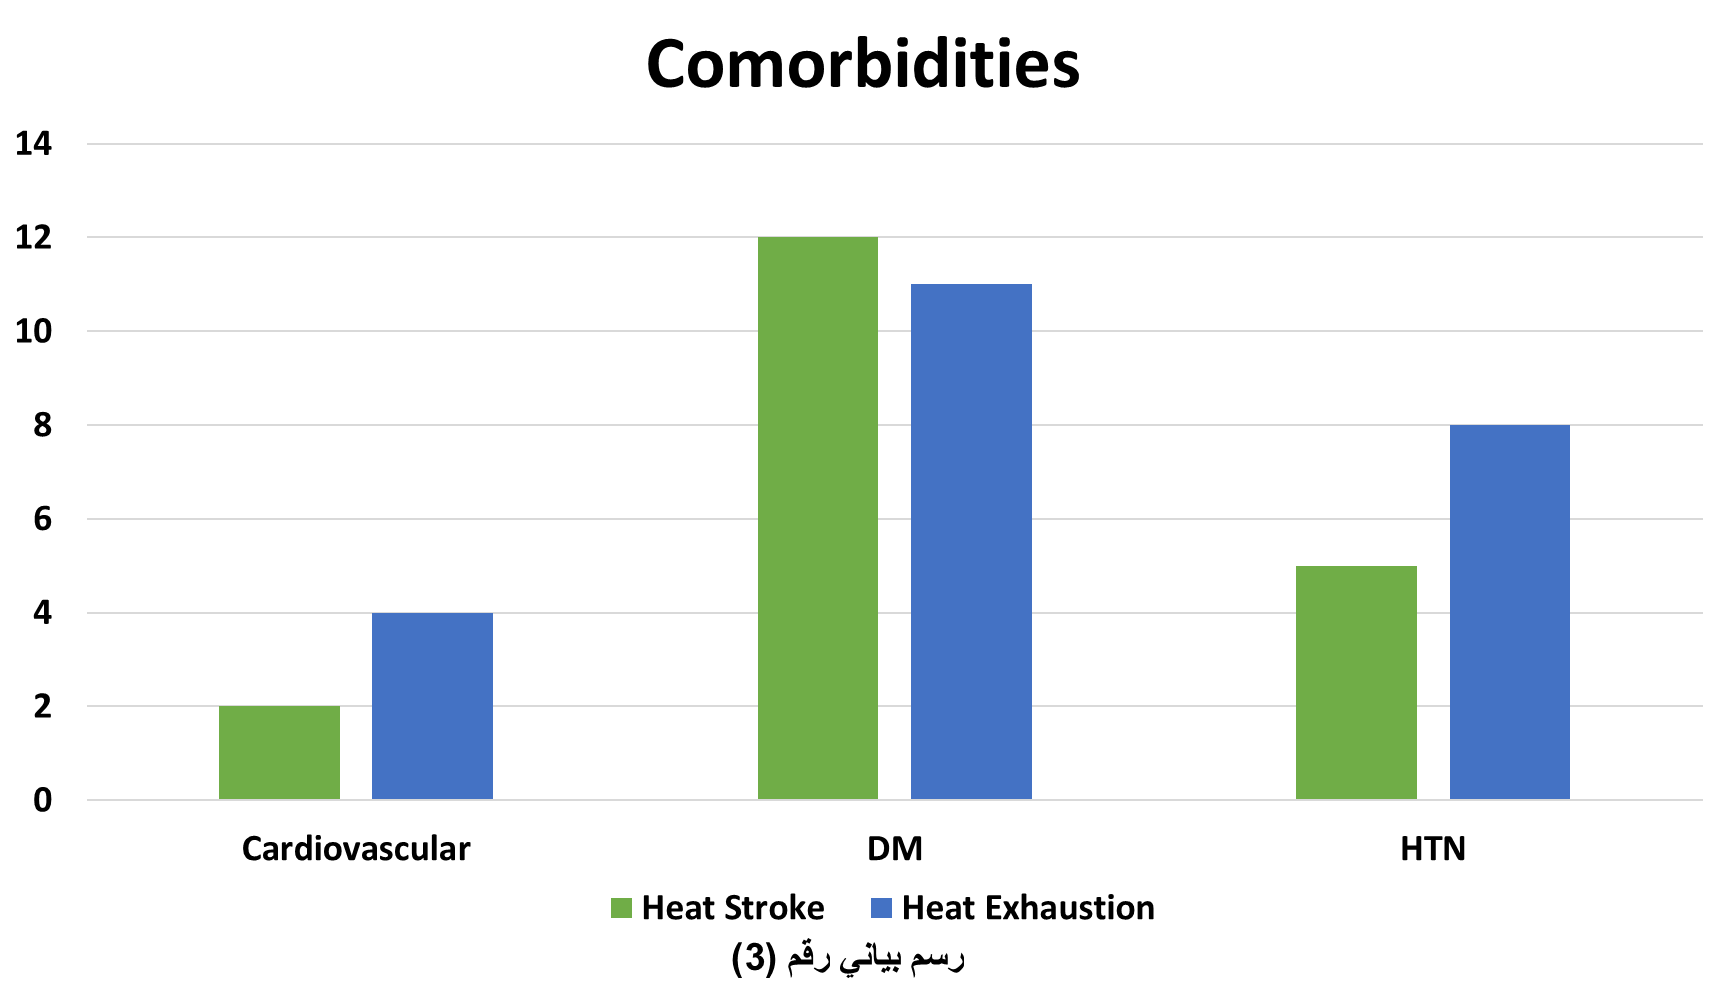 Comorbidities
14
12
10
8
6
4
2
0
Cardiovascular DM HTN
Heat Stroke Heat Exhaustion
رسم بياني رقم (3)